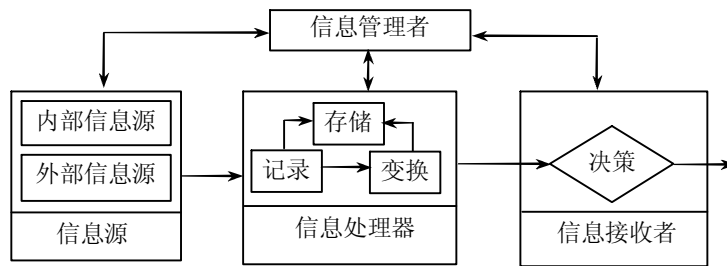 信息管理者
内部信息源
外部信息源
信息源
存储
记录
变换
信息处理器
决策
信息接收者